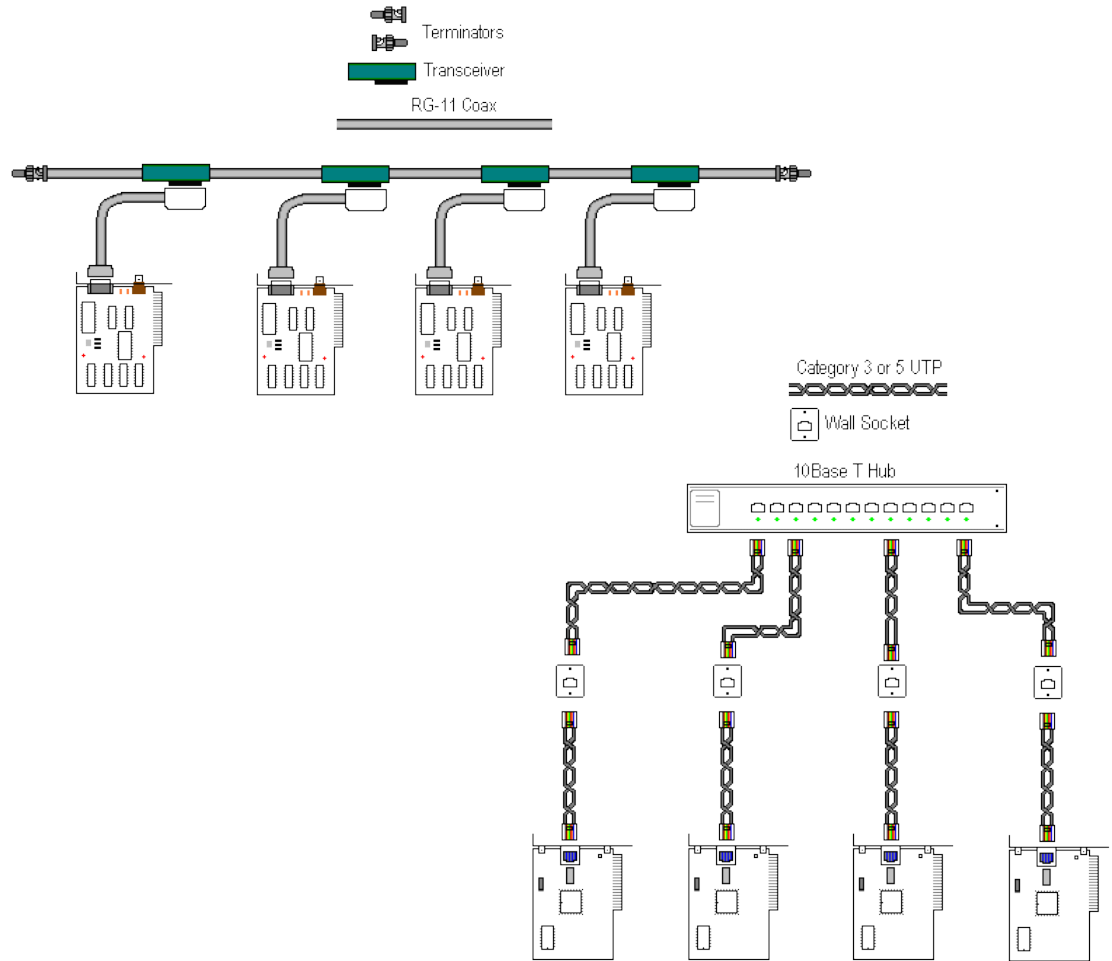 Terminators
Transceiver
RG-11 Coax
Category 3 or 5 UTP
Wall Socket
10Base T Hub